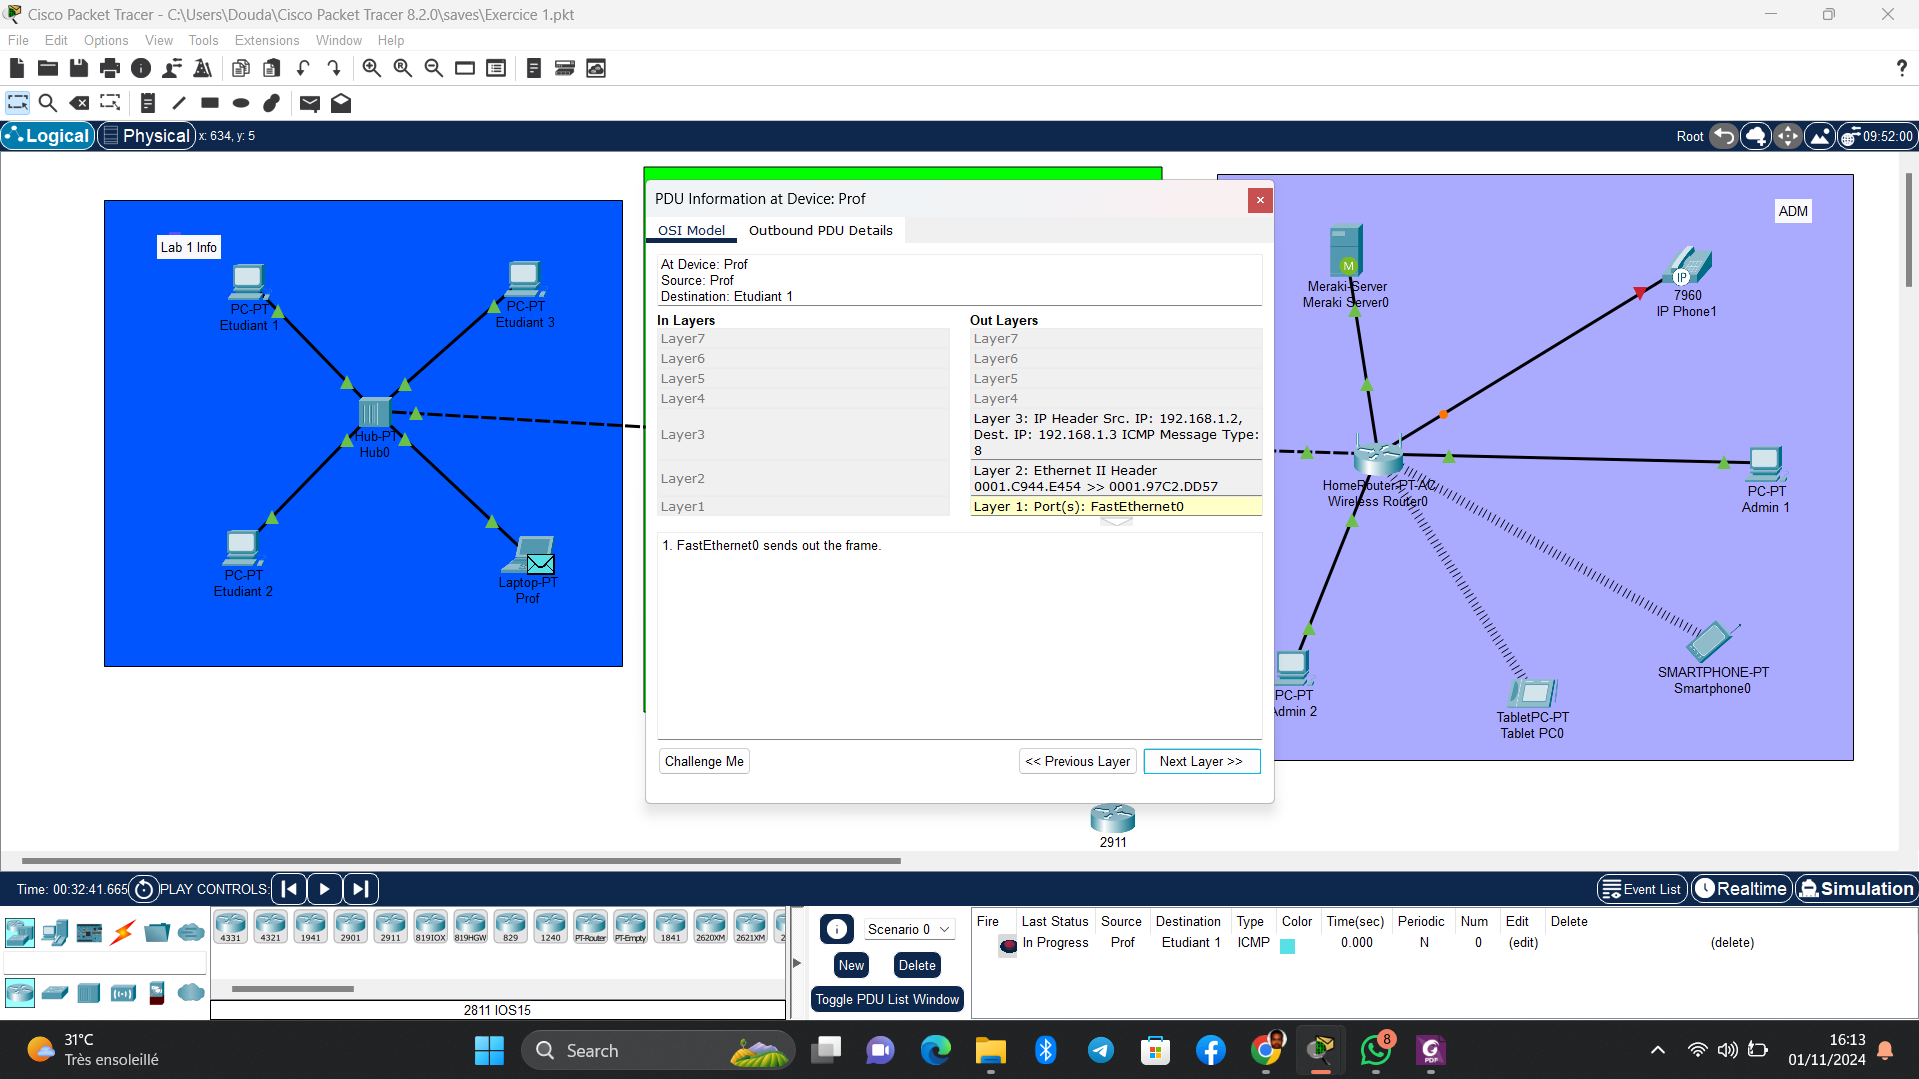 Cisco Packet Tracer - C:\Users\Douda\Cisco Packet Tracer 8.2.0\saves\Exercice 1.pkt
File Edit Options View Tools Extensions Window Help
?
Logical Physical x: 634, y: 5 Root 09:52:00
Lab 1 Info
PC-PT
Etudiant 1
PC-PT
Etudiant 3
Hub-PT
Hub0
PC-PT
Etudiant 2
Laptop-PT
Prof
PDU Information at Device: Prof
OSI Model Outbound PDU Details
At Device: Prof
Source: Prof
Destination: Etudiant 1
In Layers
Layer7
Layer6
Layer5
Layer4
Layer3
Layer2
Layer1
Out Layers
Layer7
Layer6
Layer5
Layer4
Layer 3: IP Header Src. IP: 192.168.1.2,
Dest. IP: 192.168.1.3 ICMP Message Type:
8
Layer 2: Ethernet II Header
0001.C944.E454 >> 0001.97C2.DD57
Layer 1: Port(s): FastEthernet0
1. FastEthernet0 sends out the frame.
Challenge Me << Previous Layer Next Layer >>
ADM
M
Meraki-Server
Meraki Server0
IP
7960
IP Phone1
HomeRouter-PT-AC
Wireless Router0
PC-PT
Admin 1
PC-PT
Admin 2
SMARTPHONE-PT
Smartphone0
TabletPC-PT
Tablet PC0
2911
Time: 00:32:41.665 PLAY CONTROLS: Event List Realtime Simulation
4331 4321 1941 2901 2911 819IOX 819HGW 829 1240 PT-Router PT-Empty 1841 2620XM 2621XM 2
2811 IOS15
Scenario 0
New Delete
Toggle PDU List Window
Fire Last Status Source Destination Type Color Time(sec) Periodic Num Edit Delete
In Progress Prof Etudiant 1 ICMP 0.000 N 0 (edit) (delete)
31°C
Très ensoleillé
Search
8
PDF
16:13
01/11/2024